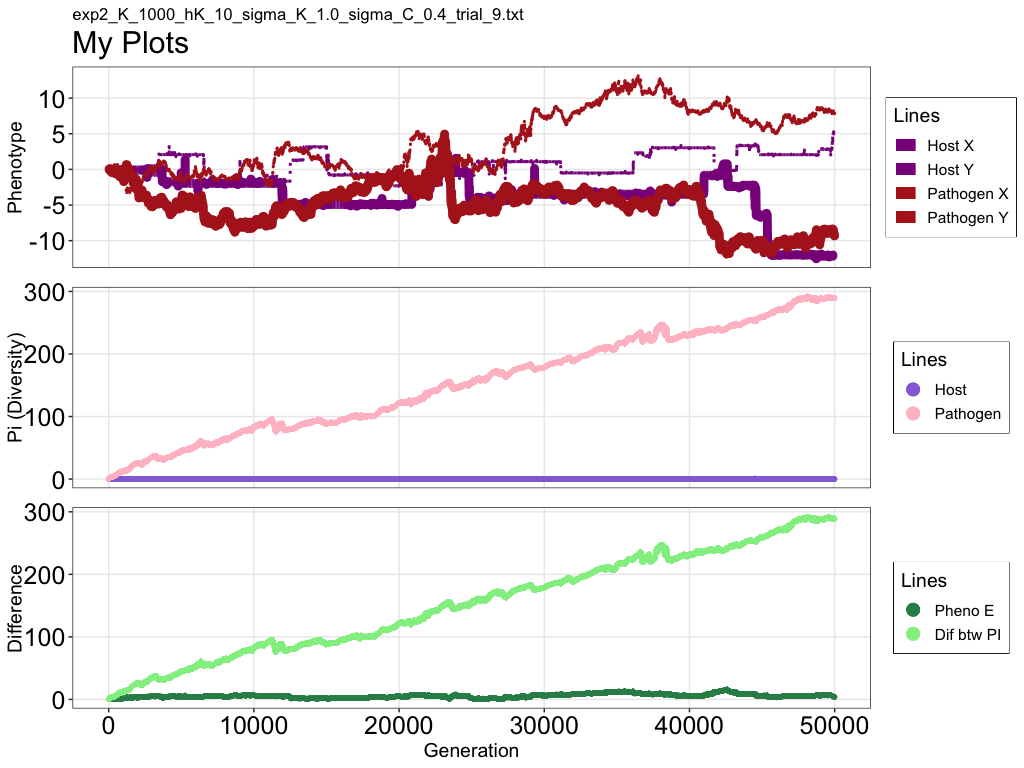 exp2_K_1000_hK_10_sigma_K_1.0_sigma_C_0.4_trial_9.txt
My Plots
Phenotype
10
5
0
-5
-10
Lines
Host X
Host Y
Pathogen X
Pathogen Y
Pi (Diversity)
300
200
100
0
Lines
Host
Pathogen
Difference
300
200
100
0
Lines
Pheno E
Dif btw PI
0 10000 20000 30000 40000 50000
Generation